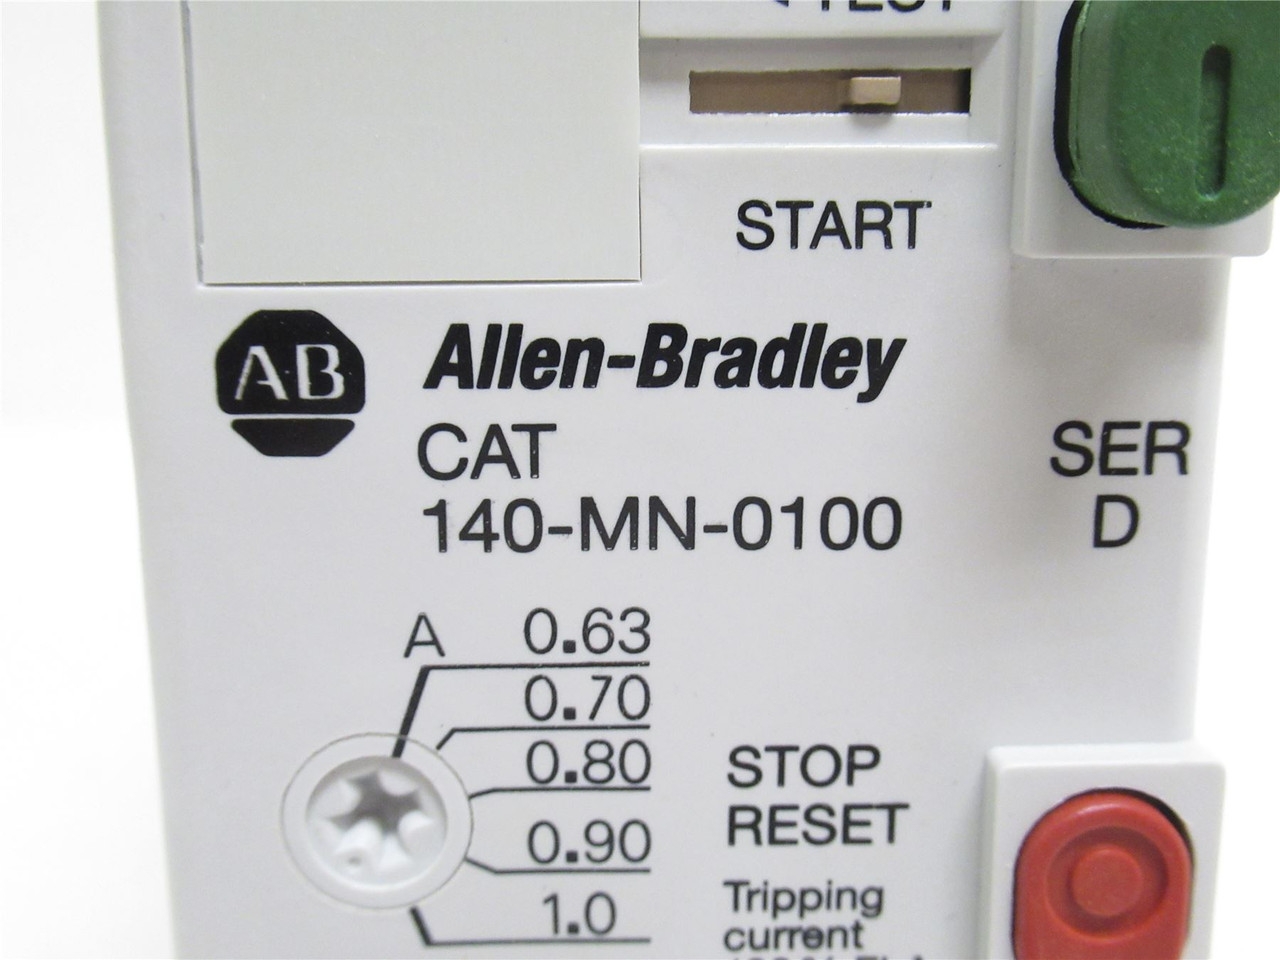 TEST
START
AB
Allen-Bradley
CAT
140-MN-0100
SER
D
A
0.63
0.70
0.80
0.90
1.0
STOP
RESET
Tripping
current